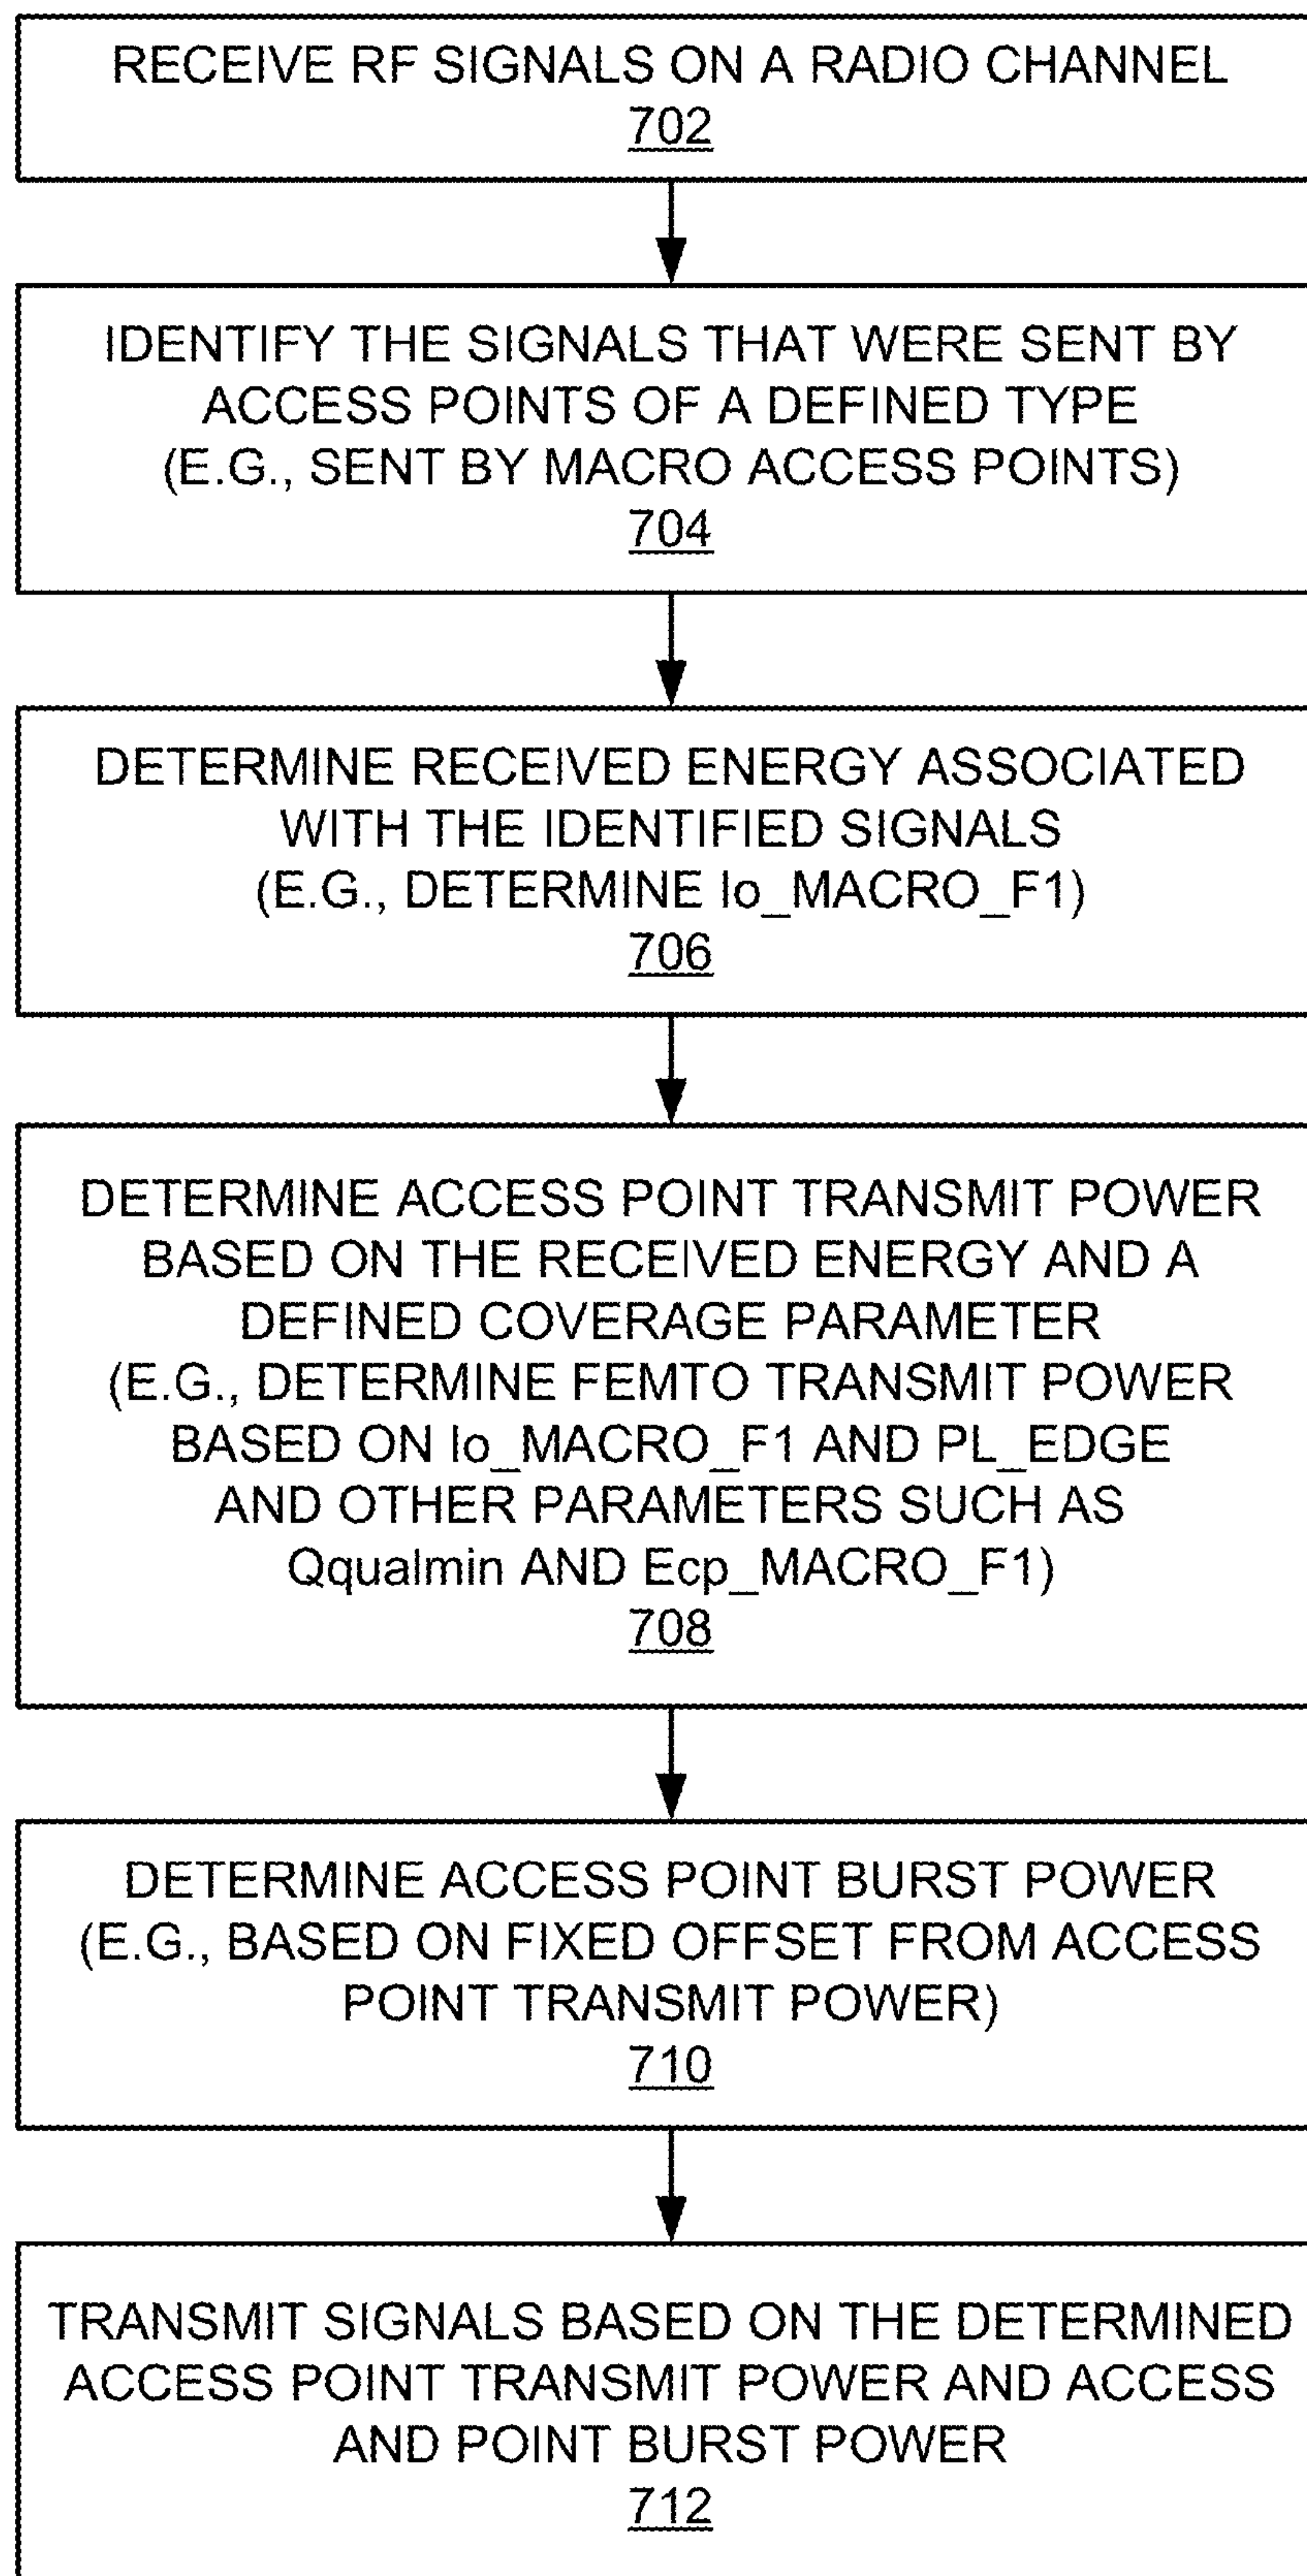 RECEIVE RF SIGNALS ON A RADIO CHANNEL
702
IDENTIFY THE SIGNALS THAT WERE SENT BY
ACCESS POINTS OF A DEFINED TYPE
(E.G., SENT BY MACRO ACCESS POINTS)
704
DETERMINE RECEIVED ENERGY ASSOCIATED
WITH THE IDENTIFIED SIGNALS
(E.G., DETERMINE Io_MACRO_F1)
706
DETERMINE ACCESS POINT TRANSMIT POWER
BASED ON THE RECEIVED ENERGY AND A
DEFINED COVERAGE PARAMETER
(E.G., DETERMINE FEMTO TRANSMIT POWER
BASED ON Io_MACRO_F1 AND PL_EDGE
AND OTHER PARAMETERS SUCH AS
Qqualmin AND Ecp_MACRO_F1)
708
DETERMINE ACCESS POINT BURST POWER
(E.G., BASED ON FIXED OFFSET FROM ACCESS
POINT TRANSMIT POWER)
710
TRANSMIT SIGNALS BASED ON THE DETERMINED
ACCESS POINT TRANSMIT POWER AND ACCESS
AND POINT BURST POWER
712